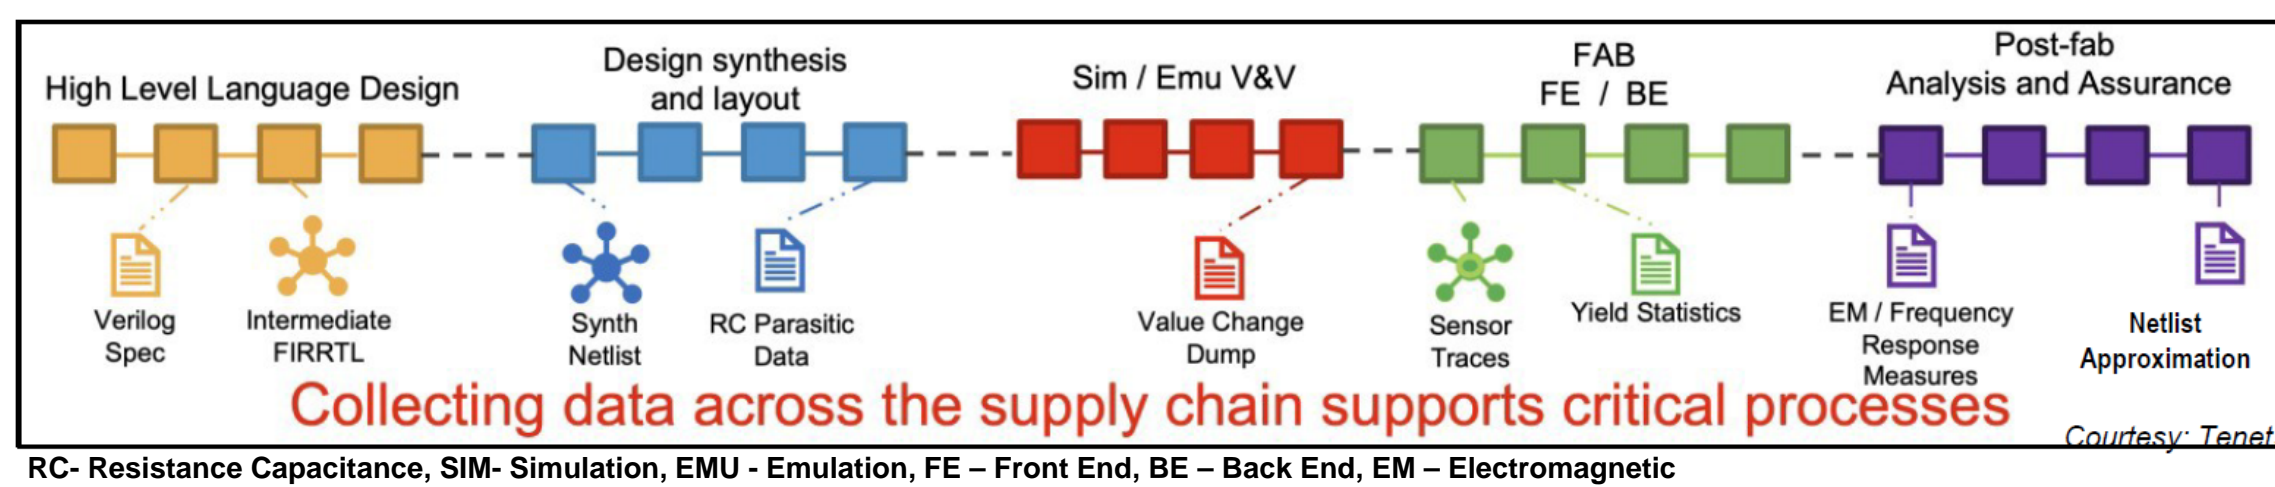 High Level Language Design
Design synthesis
and layout
Sim / Emu V&V
FAB
FE / BE
Post-fab
Analysis and Assurance
Verilog
Spec
Intermediate
FIRRTL
Synth
Netlist
RC Parasitic
Data
Value Change
Dump
Sensor
Traces
Yield Statistics
EM / Frequency
Response
Measures
Netlist
Approximation
Collecting data across the supply chain supports critical processes
Courtesy: Tenet
RC- Resistance Capacitance, SIM- Simulation, EMU - Emulation, FE – Front End, BE – Back End, EM – Electromagnetic